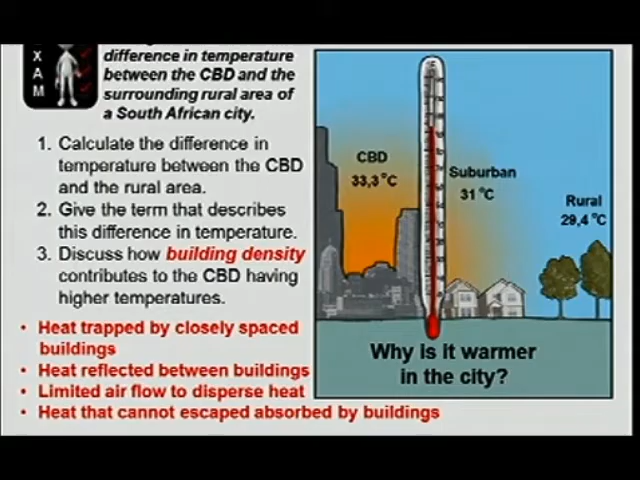 X
A
M
difference in temperature
between the CBD and the
surrounding rural area of
a South African city.
1. Calculate the difference in
temperature between the CBD
and the rural area.
2. Give the term that describes
this difference in temperature.
3. Discuss how building density
contributes to the CBD having
higher temperatures.
• Heat trapped by closely spaced
buildings
• Heat reflected between buildings
• Limited air flow to disperse heat
• Heat that cannot escaped absorbed by buildings
CBD
33,3°C
Suburban
31°C
Rural
29,4°C
Why is it warmer
in the city?